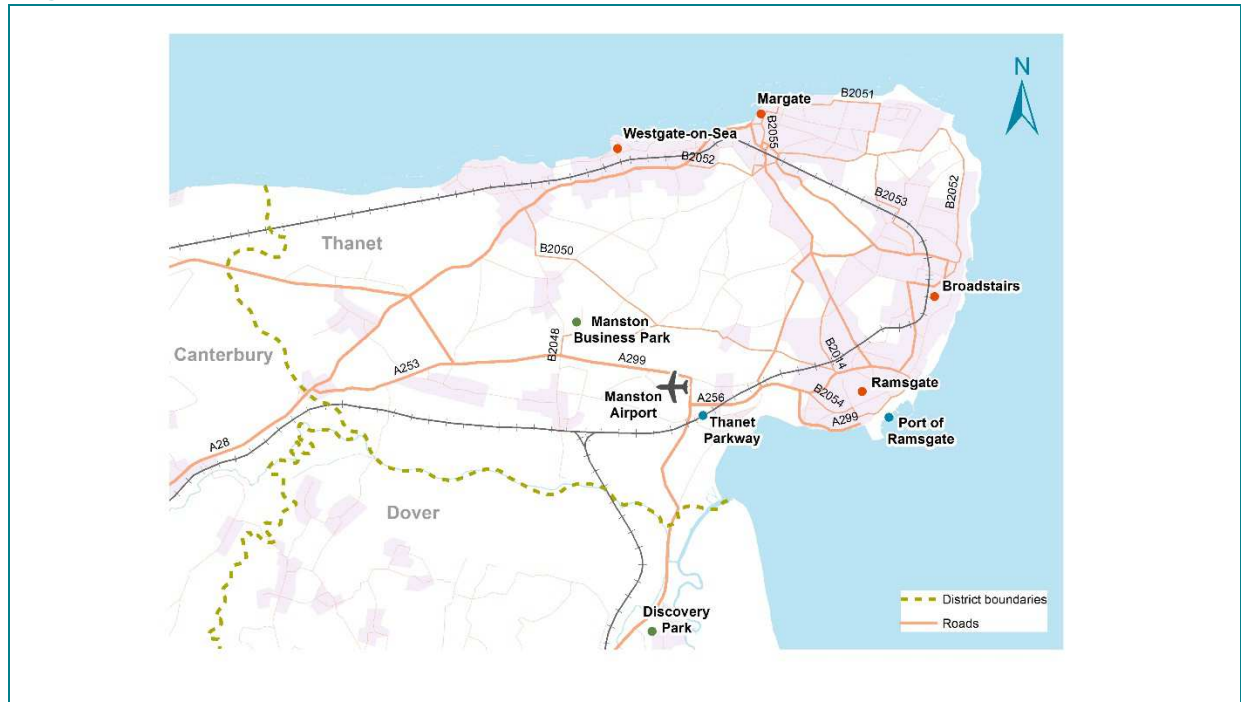 N
B2051
Margate
B2055
Westgate-on-Sea
B2052
B2053
B2052
Thanet
B2050
Broadstairs
Manston
Business Park
Canterbury
B2048
A299
B2014
A253
Manston
Airport
A256
Ramsgate
B2054
Thanet
Parkway
A299
Port of
Ramsgate
A28
Dover
Discovery
Park
District boundaries
Roads